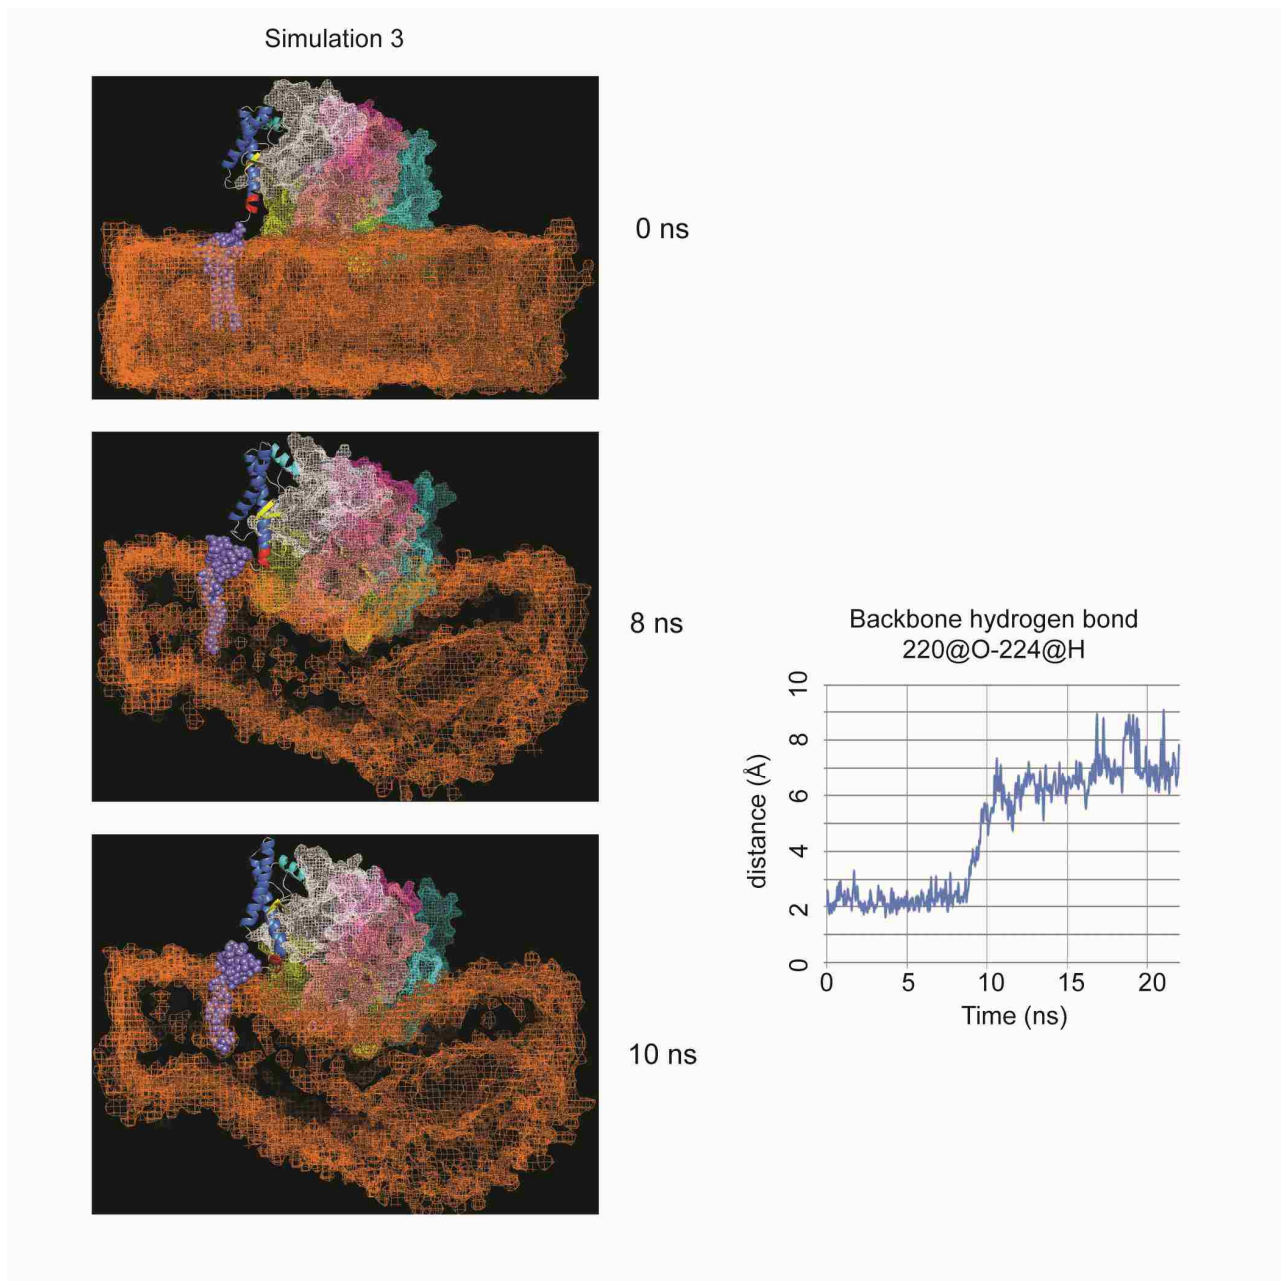 Simulation 3
0 ns
8 ns
10 ns
Backbone hydrogen bond
220@O-224@H
distance (Å)
10
8
6
4
2
0
0 5 10 15 20
Time (ns)